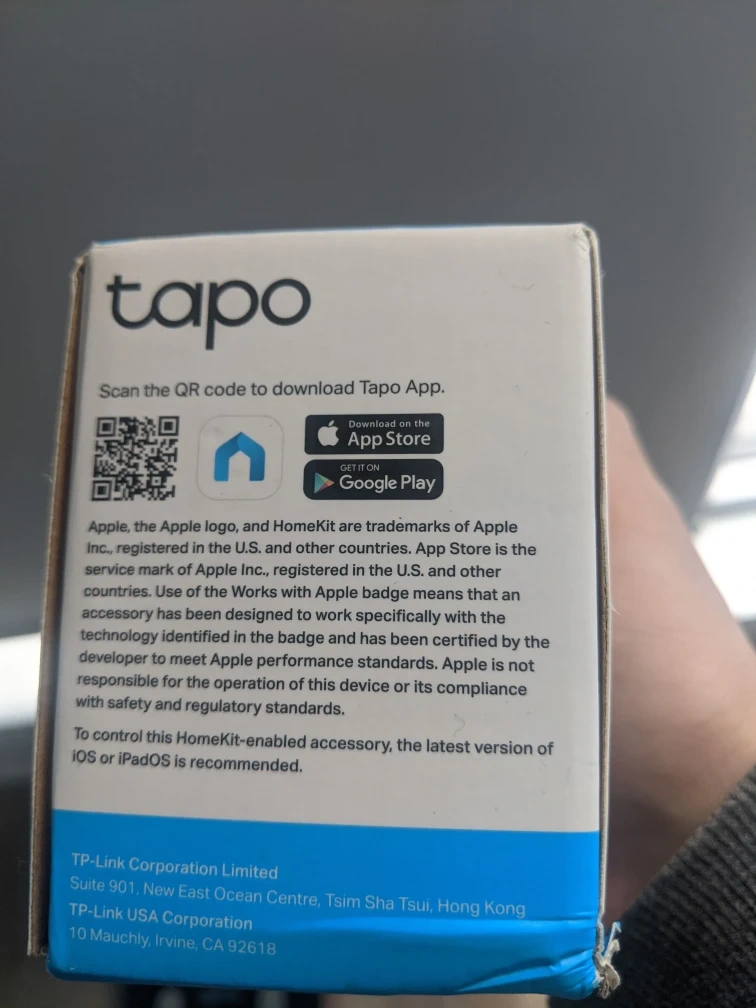 tapo
Scan the QR code to download Tapo App.
Download on the
App Store
GET IT ON
Google Play
Apple, the Apple logo, and HomeKit are trademarks of Apple
Inc., registered in the U.S. and other countries. App Store is the
service mark of Apple Inc., registered in the U.S. and other
countries. Use of the Works with Apple badge means that an
accessory has been designed to work specifically with the
technology identified in the badge and has been certified by the
developer to meet Apple performance standards. Apple is not
responsible for the operation of this device or its compliance
with safety and regulatory standards.
To control this HomeKit-enabled accessory, the latest version of
iOS or iPadOS is recommended.
TP-Link Corporation Limited
Suite 901, New East Ocean Centre, Tsim Sha Tsui, Hong Kong
TP-Link USA Corporation
10 Mauchly, Irvine, CA 92618